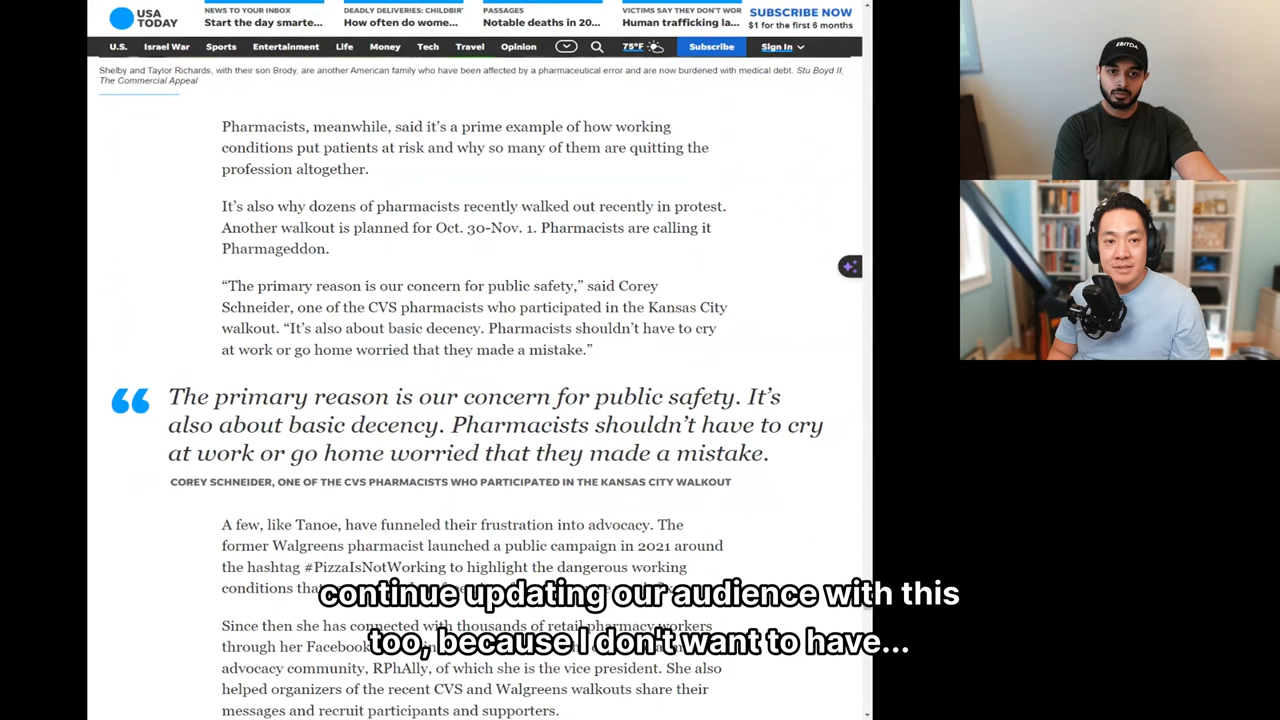 USA TODAY
NEWS TO YOUR INBOX
Start the day smarte...
DEADLY DELIVERIES: CHILDBIR
How often do wome...
PASSAGES
Notable deaths in 20...
VICTIMS SAY THEY DON'T WOR
Human trafficking la...
SUBSCRIBE NOW
$1 for the first 6 months
U.S. Israel War Sports Entertainment Life Money Tech Travel Opinion 75°F Subscribe Sign In
Shelby and Taylor Richards, with their son Brody, are another American family who have been affected by a pharmaceutical error and are now burdened with medical debt. Stu Boyd II,
The Commercial Appeal
EBITDA
Pharmacists, meanwhile, said it's a prime example of how working
conditions put patients at risk and why so many of them are quitting the
profession altogether.
It's also why dozens of pharmacists recently walked out recently in protest.
Another walkout is planned for Oct. 30-Nov. 1. Pharmacists are calling it
Pharmageddon.
“The primary reason is our concern for public safety,” said Corey
Schneider, one of the CVS pharmacists who participated in the Kansas City
walkout. “It's also about basic decency. Pharmacists shouldn't have to cry
at work or go home worried that they made a mistake.”
The primary reason is our concern for public safety. It's
also about basic decency. Pharmacists shouldn't have to cry
at work or go home worried that they made a mistake.
COREY SCHNEIDER, ONE OF THE CVS PHARMACISTS WHO PARTICIPATED IN THE KANSAS CITY WALKOUT
A few, like Tanoe, have funneled their frustration into advocacy. The
former Walgreens pharmacist launched a public campaign in 2021 around
the hashtag #PizzaIsNotWorking to highlight the dangerous working
conditions
continue updating our audience with this
too, because I don't want to have...
Since then she has connected with thousands of retail pharmacy workers
through her Facebook
advocacy community, RPhAlly, of which she is the vice president. She also
helped organizers of the recent CVS and Walgreens walkouts share their
messages and recruit participants and supporters.